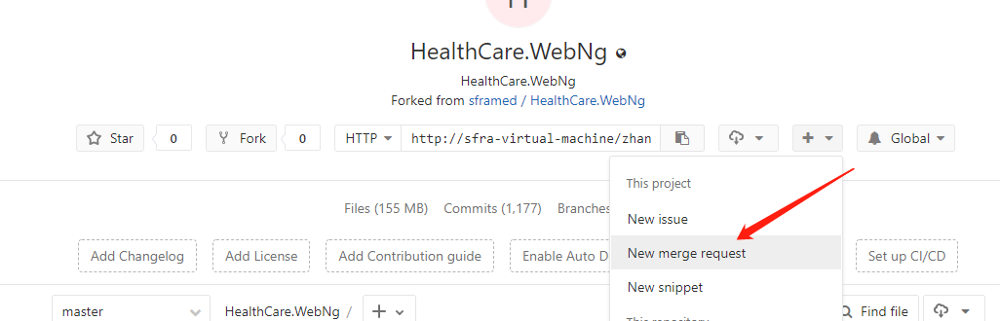 HealthCare.WebNg
HealthCare.WebNg
Forked from sframed / HealthCare.WebNg
Star 0 Fork 0 HTTP http://sfra-virtual-machine/zhan Global
This project
Files (155 MB) Commits (1,177) Branches
New issue
Add Changelog Add License Add Contribution guide Enable Auto D New merge request Set up CI/CD
New snippet
master HealthCare.WebNg / Find file
This repository